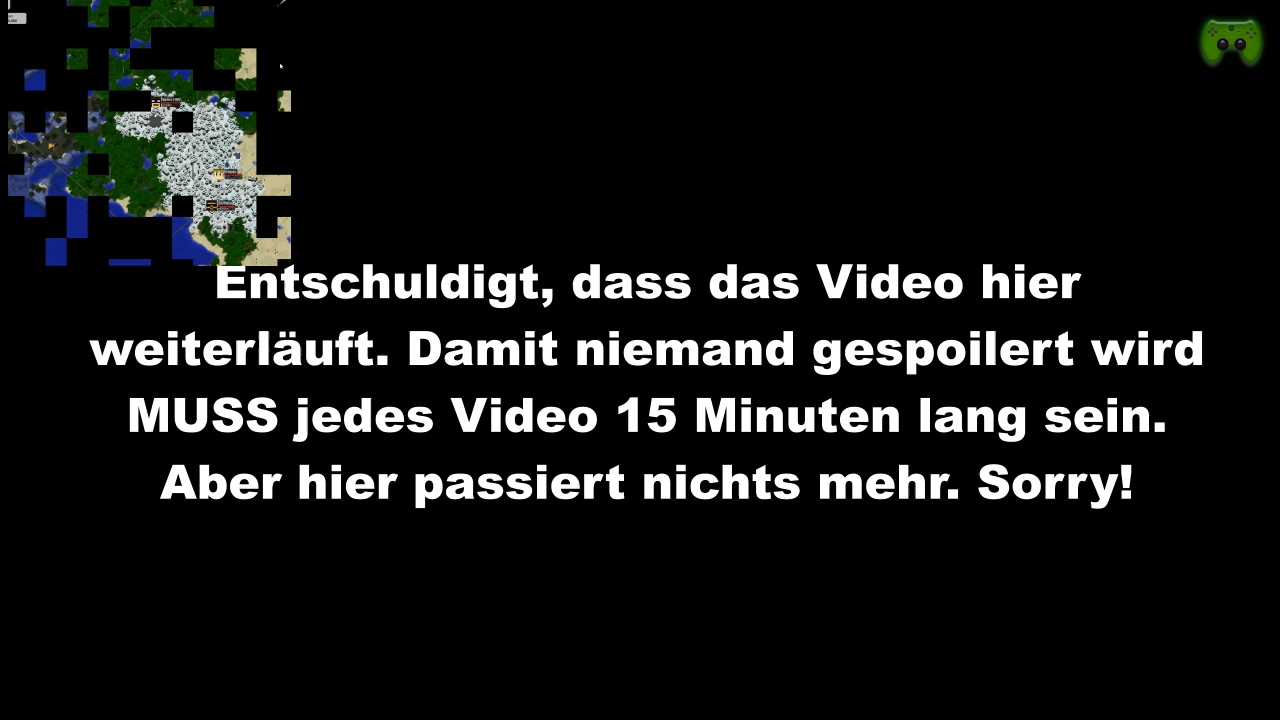 Entschuldigt, dass das Video hier
weiterläuft. Damit niemand gespoilert wird
MUSS jedes Video 15 Minuten lang sein.
Aber hier passiert nichts mehr. Sorry!